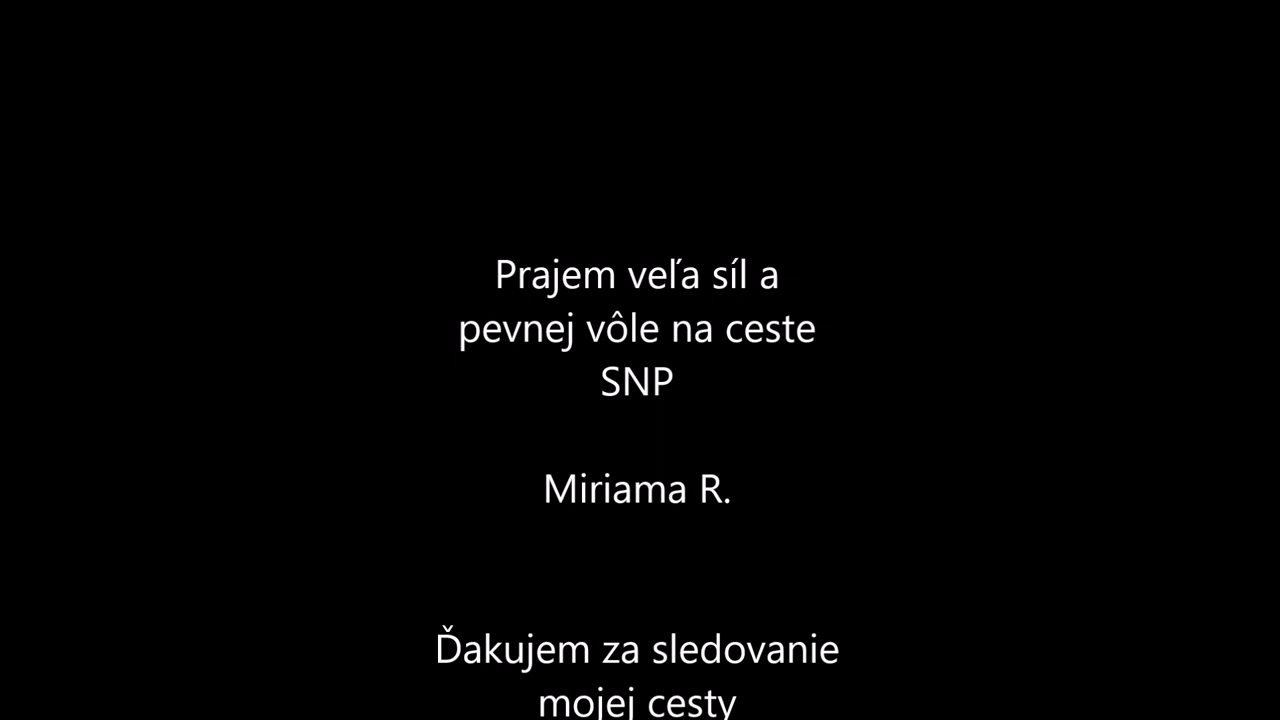 Prajem veľa síl a
pevnej vôle na ceste
SNP
Miriama R.
Ďakujem za sledovanie
mojej cesty